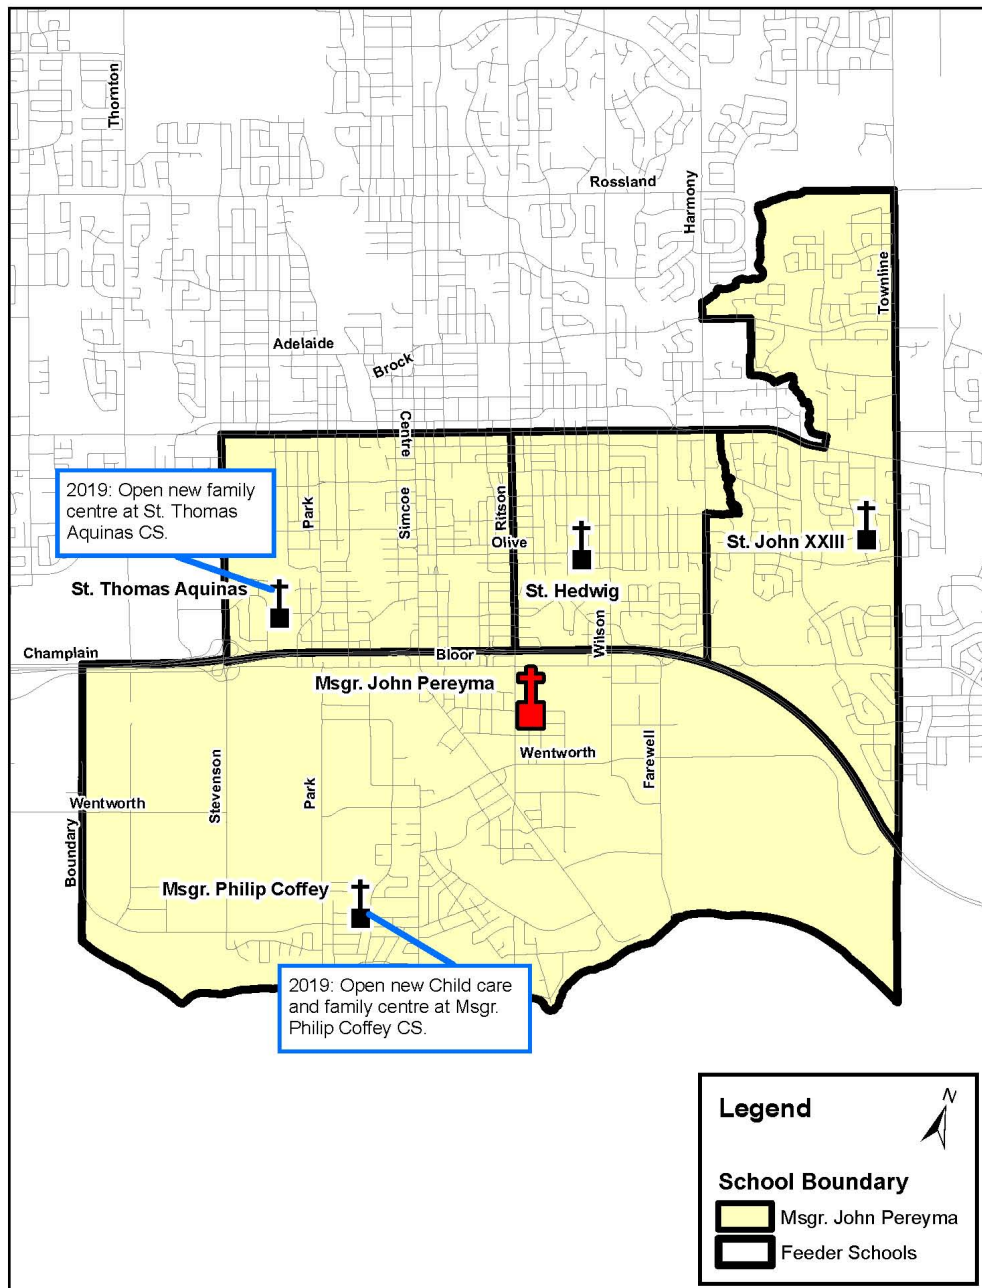 Thornton
Rossland
Harmony
Townline
Adelaide
Brock
Centre
2019: Open new family
centre at St. Thomas
Aquinas CS.
Park
Simcoe
Ritson
Olive
St. John XXIII
St. Thomas Aquinas
St. Hedwig
Wilson
Champlain
Bloor
Msgr. John Pereyma
Wentworth
Farewell
Stevenson
Park
Wentworth
Boundary
Msgr. Philip Coffey
2019: Open new Child care
and family centre at Msgr.
Philip Coffey CS.
Legend
N
School Boundary
Msgr. John Pereyma
Feeder Schools